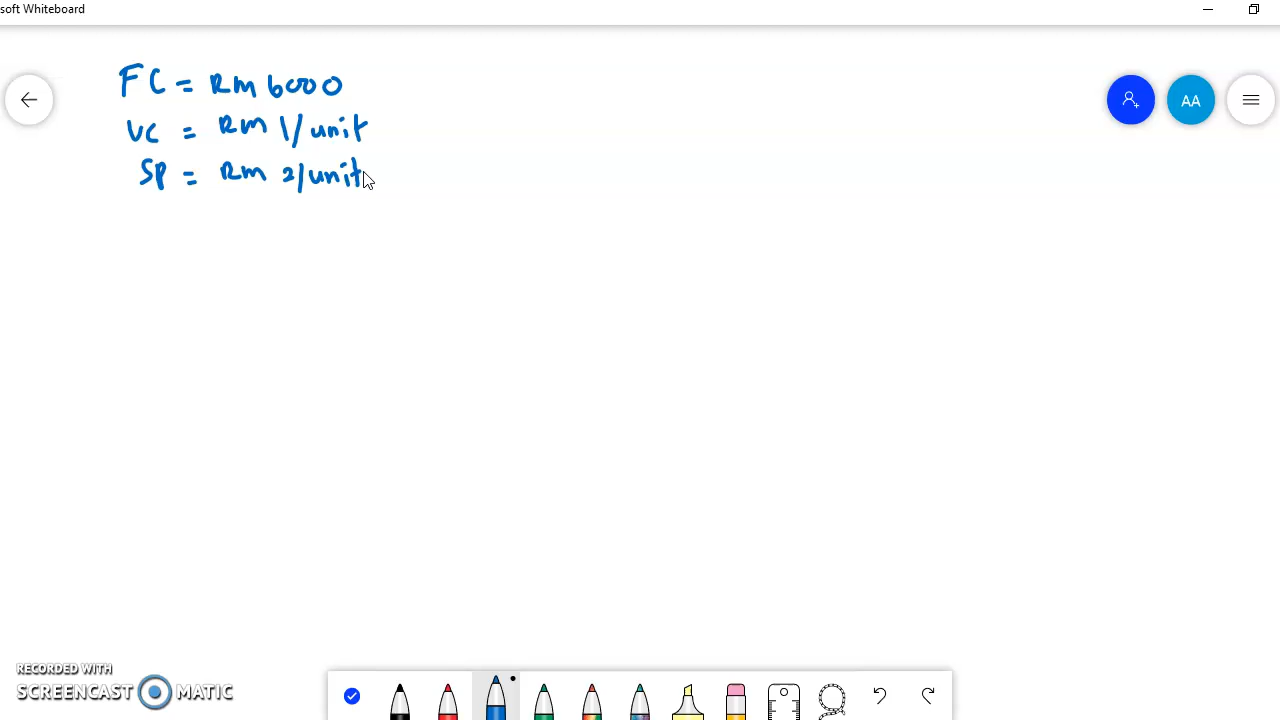 soft Whiteboard
FC = Rm 6000
VC = Rm 1/unit
SP = Rm 2/unit
AA
RECORDED WITH
SCREENCAST MATIC